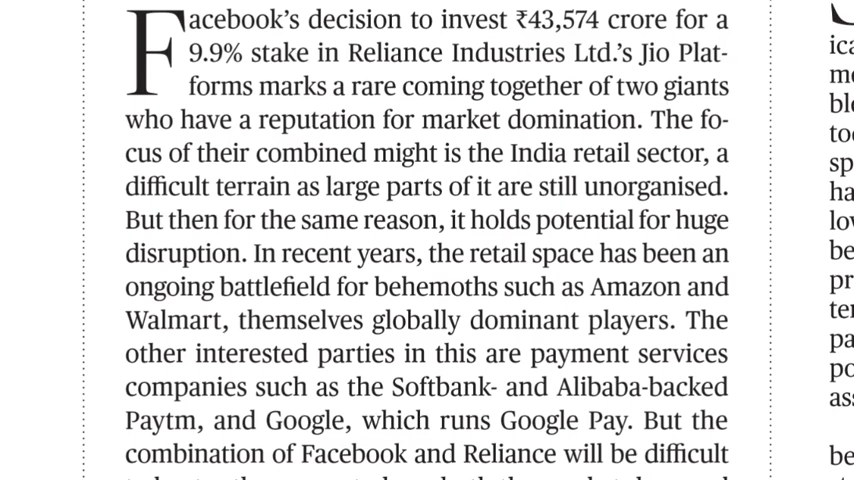 Facebook's decision to invest ₹43,574 crore for a
9.9% stake in Reliance Industries Ltd.'s Jio Plat-
forms marks a rare coming together of two giants
who have a reputation for market domination. The fo-
cus of their combined might is the India retail sector, a
difficult terrain as large parts of it are still unorganised.
But then for the same reason, it holds potential for huge
disruption. In recent years, the retail space has been an
ongoing battlefield for behemoths such as Amazon and
Walmart, themselves globally dominant players. The
other interested parties in this are payment services
companies such as the Softbank- and Alibaba-backed
Paytm, and Google, which runs Google Pay. But the
combination of Facebook and Reliance will be difficult